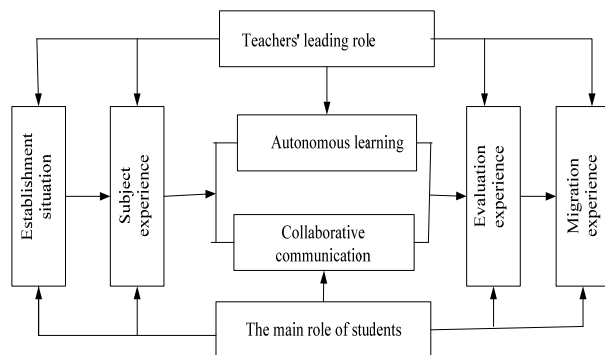 Teachers' leading role
Establishment
situation
Subject
experience
Autonomous learning
Collaborative
communication
Evaluation
experience
Migration
experience
The main role of students